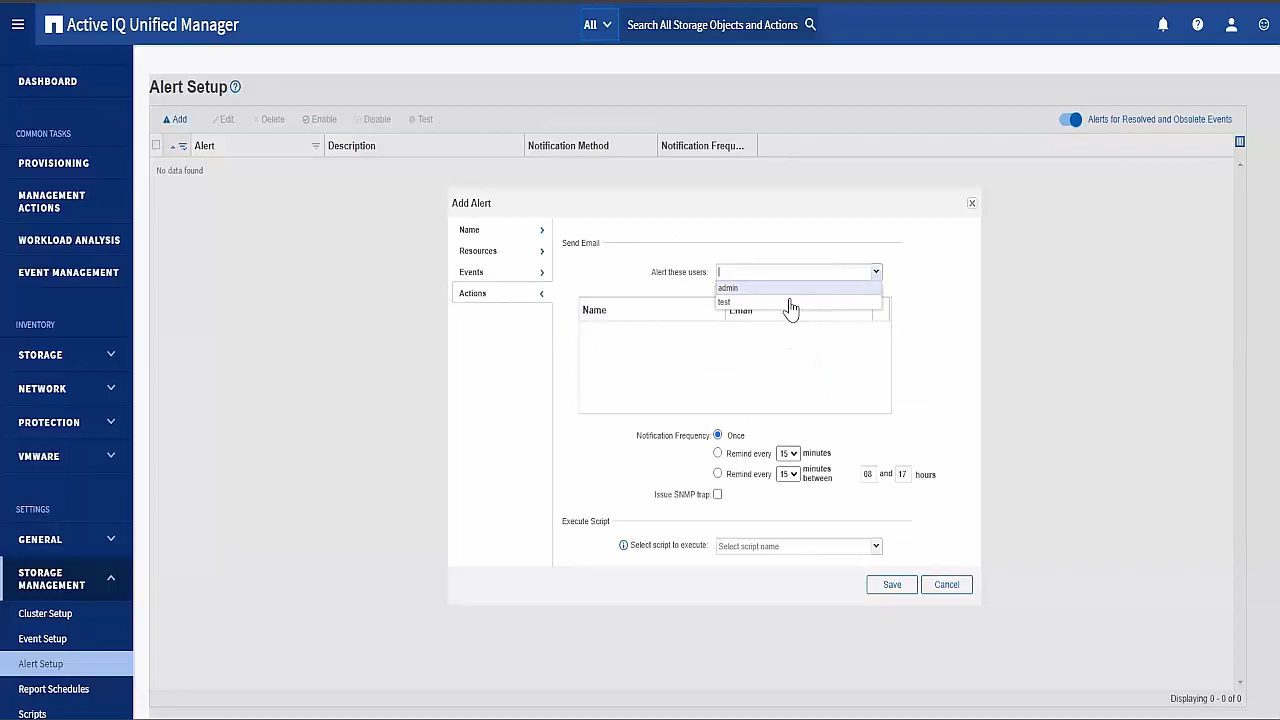 Active IQ Unified Manager
All
Search All Storage Objects and Actions
DASHBOARD
COMMON TASKS
PROVISIONING
MANAGEMENT
ACTIONS
WORKLOAD ANALYSIS
EVENT MANAGEMENT
INVENTORY
STORAGE
NETWORK
PROTECTION
VMWARE
SETTINGS
GENERAL
STORAGE
MANAGEMENT
Cluster Setup
Event Setup
Alert Setup
Report Schedules
Scripts
Alert Setup
Add Edit Delete Enable Disable Test
Alerts for Resolved and Obsolete Events
Alert Description Notification Method Notification Frequ...
No data found
Add Alert
Name
Resources
Events
Actions
Send Email
Alert these users:
admin
test
Name Email
Notification Frequency: Once
Remind every 15 minutes
Remind every 15 minutes between 08 and 17 hours
Issue SNMP trap
Execute Script
Select script to execute: Select script name
Save Cancel
Displaying 0 - 0 of 0